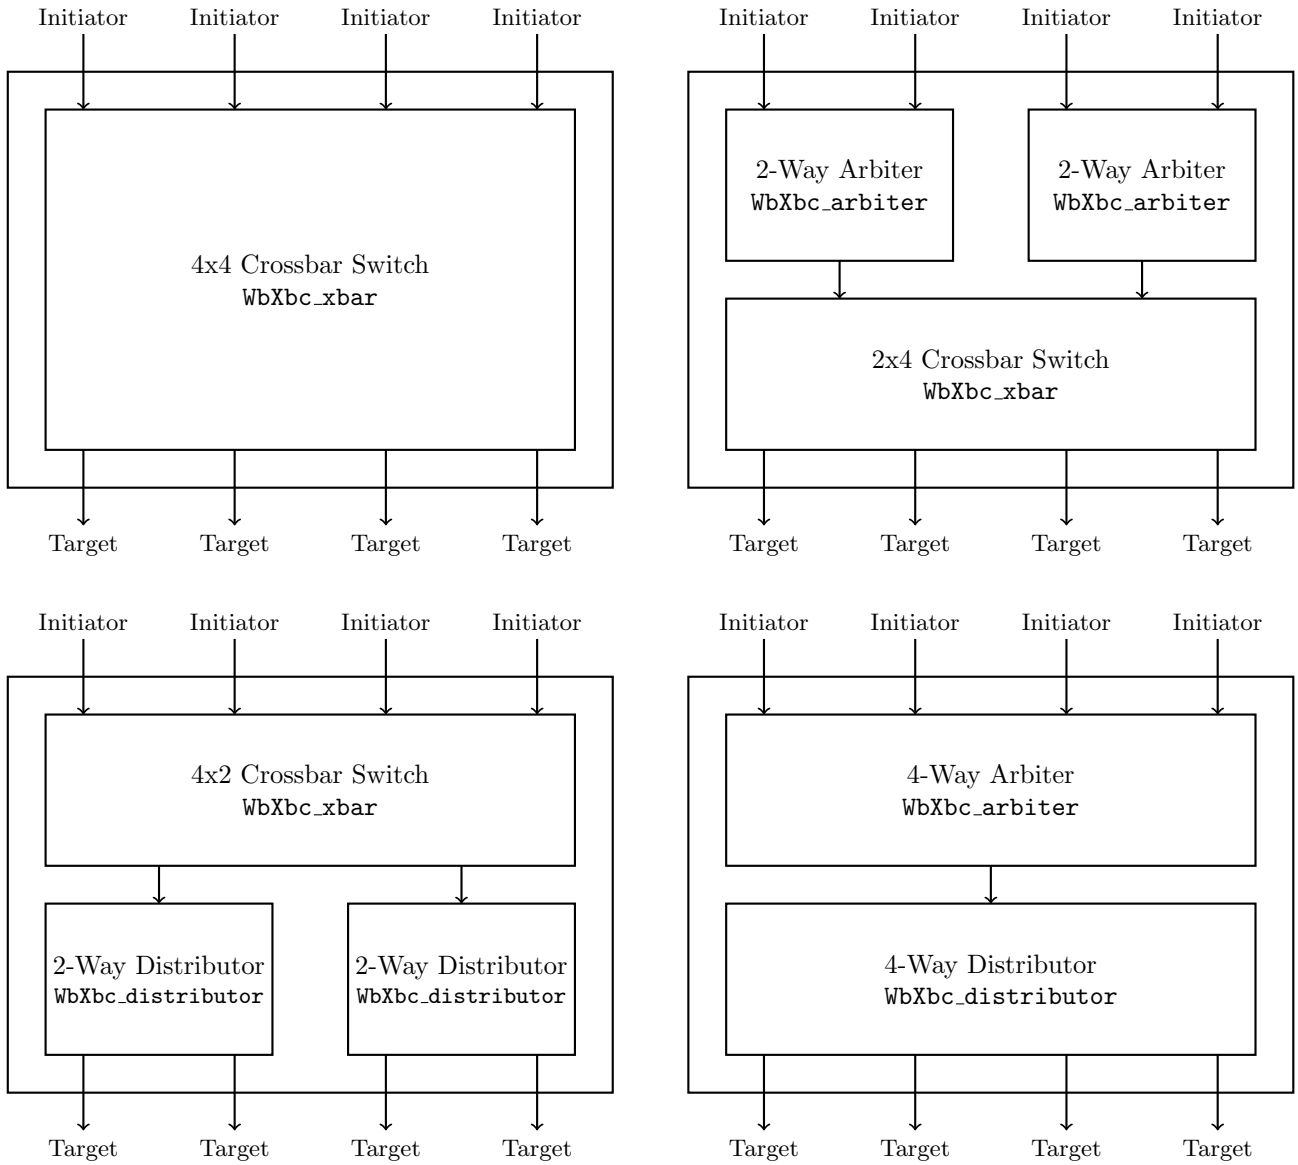 Initiator Initiator Initiator Initiator
4x4 Crossbar Switch
WbXbc_xbar
Target Target Target Target
Initiator Initiator Initiator Initiator
2-Way Arbiter
WbXbc_arbiter
2-Way Arbiter
WbXbc_arbiter
2x4 Crossbar Switch
WbXbc_xbar
Target Target Target Target
Initiator Initiator Initiator Initiator
4x2 Crossbar Switch
WbXbc_xbar
2-Way Distributor
WbXbc_distributor
2-Way Distributor
WbXbc_distributor
Target Target Target Target
Initiator Initiator Initiator Initiator
4-Way Arbiter
WbXbc_arbiter
4-Way Distributor
WbXbc_distributor
Target Target Target Target